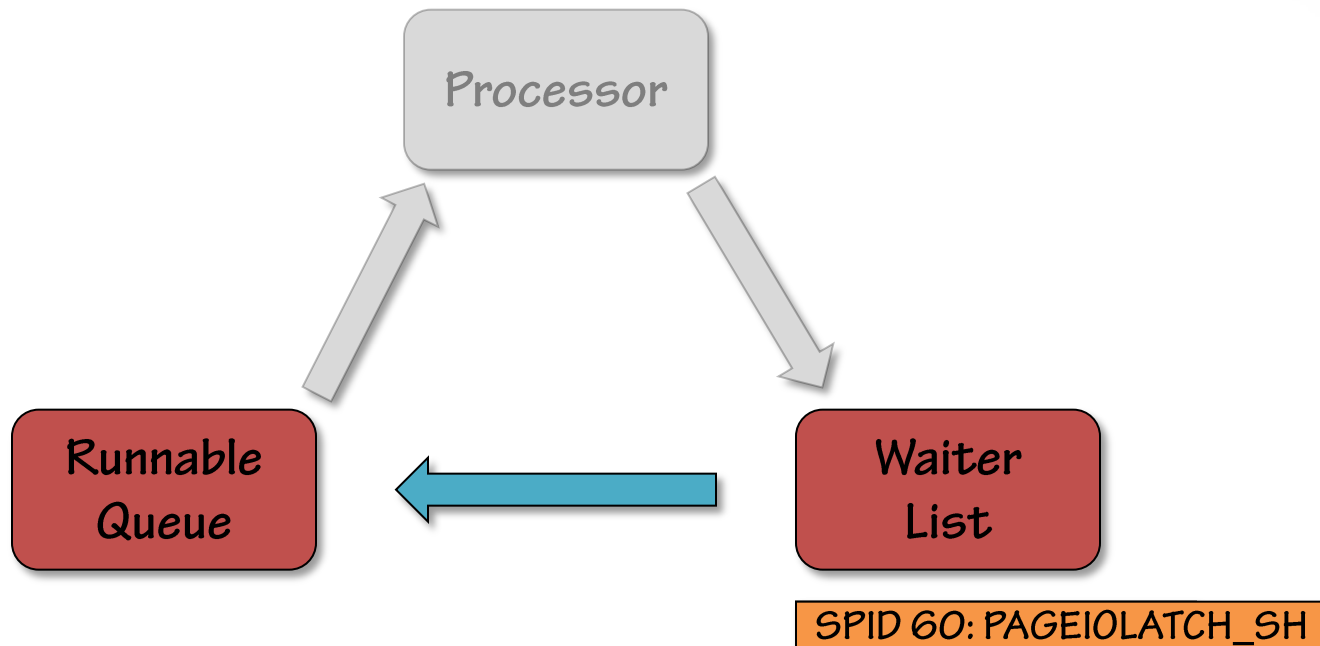 Processor
Runnable
Queue
Waiter
List
SPID 60: PAGEIOLATCH_SH